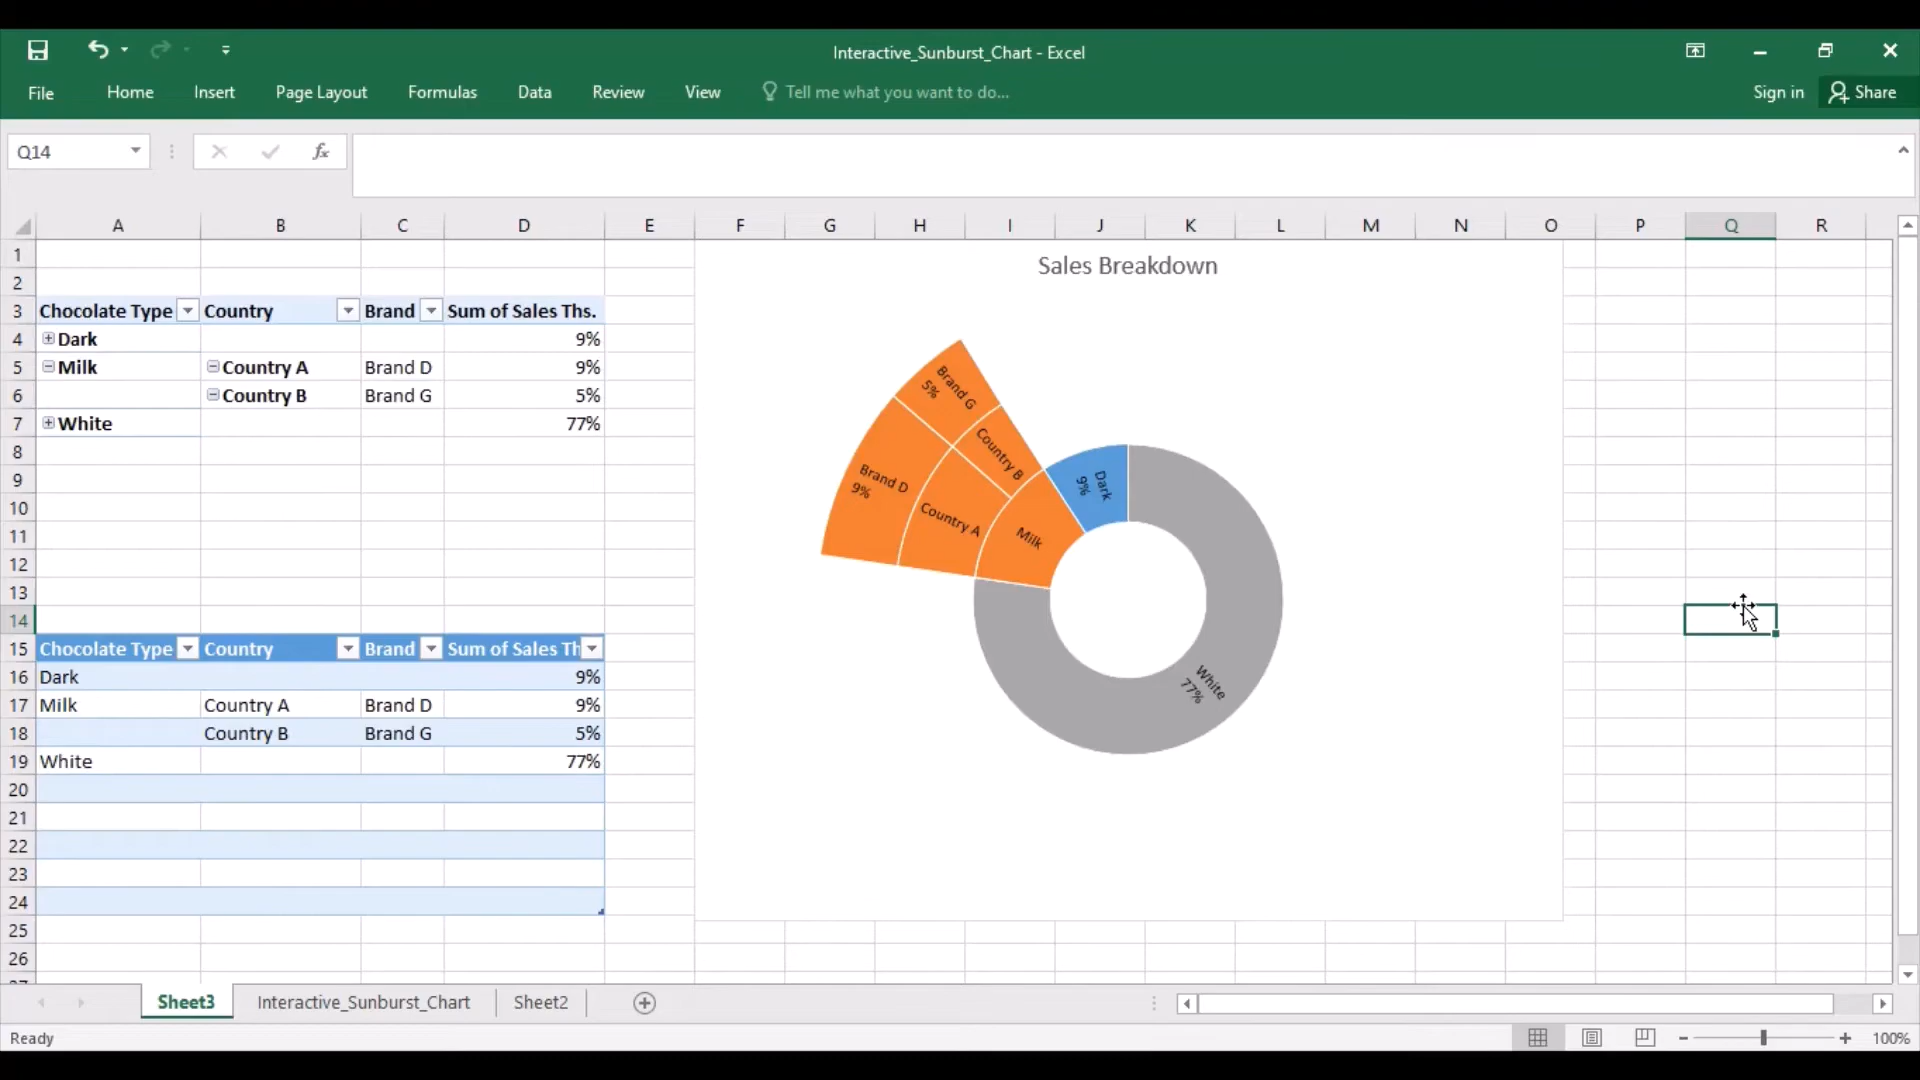 Interactive_Sunburst_Chart - Excel
File Home Insert Page Layout Formulas Data Review View Tell me what you want to do... Sign in Share
Q14 fx
A B C D E F G H I J K L M N O P Q R
1 Sales Breakdown
2
3 Chocolate Type Country Brand Sum of Sales Ths.
4 Dark 9%
5 Milk Country A Brand D 9%
6 Country B Brand G 5%
7 White 77%
8
9
10
11
12
13
14
15 Chocolate Type Country Brand Sum of Sales Th
16 Dark 9%
17 Milk Country A Brand D 9%
18 Country B Brand G 5%
19 White 77%
20
21
22
23
24
25
26
Brand G
5%
Country B
Brand D
9%
Country A
Milk
Dark
9%
White
77%
Sheet3 Interactive_Sunburst_Chart Sheet2
Ready 100%